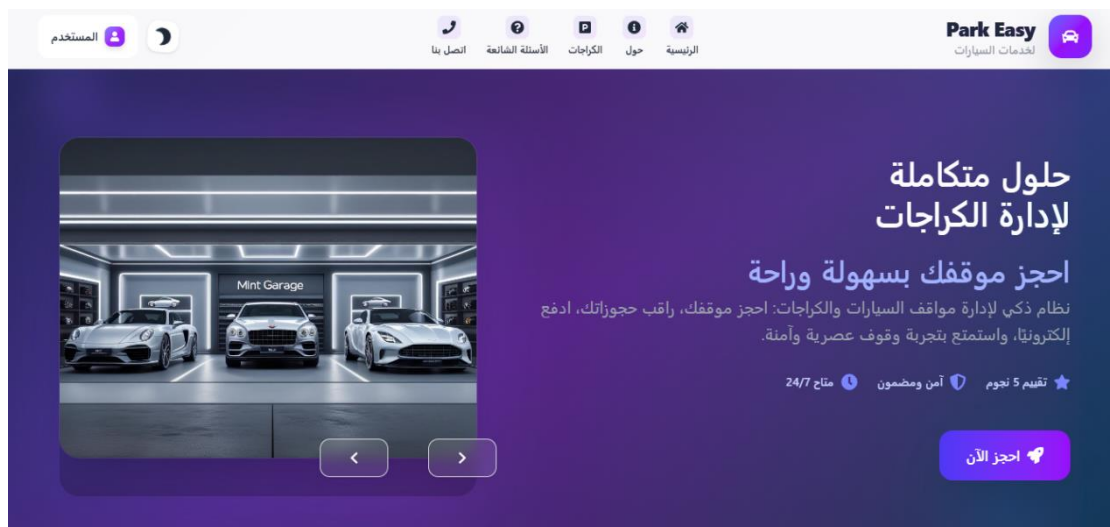 Park Easy
لخدمات السيارات
الرئيسية
حول
الكراجات
الأسئلة الشائعة
اتصل بنا
المستخدم
حلول متكاملة
لإدارة الكراجات
احجز موقفك بسهولة وراحة
نظام ذكي لإدارة مواقف السيارات والكراجات: احجز موقفك، راقب حجوزاتك، ادفع
إلكترونيًا، واستمتع بتجربة وقوف عصرية وآمنة.
تقييم 5 نجوم
آمن ومضمون
متاح 24/7
احجز الآن
Mint Garage